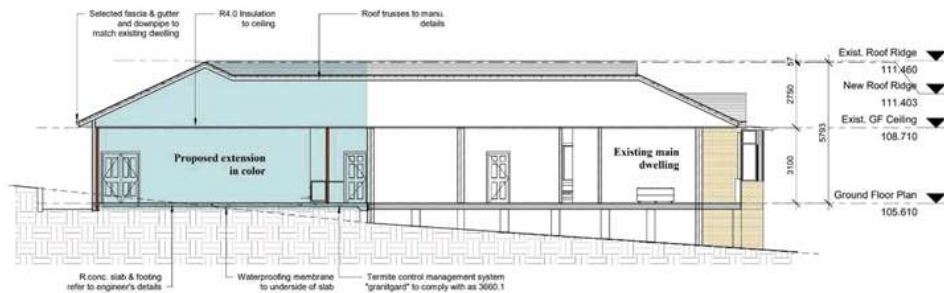 Selected fascia & gutter
and downpipe to
match existing dwelling
R4.0 Insulation
to ceiling
Roof trusses to manu.
details
Exist. Roof Ridge
111.460
New Roof Ridge
111.403
Exist. GF Ceiling
108.710
Ground Floor Plan
105.610
57
2750
5793
3100
Proposed extension
in color
Existing main
dwelling
R.conc. slab & footing
refer to engineer's details
Waterproofing membrane
to underside of slab
Termite control management system
"granitgard" to comply with as 3660.1